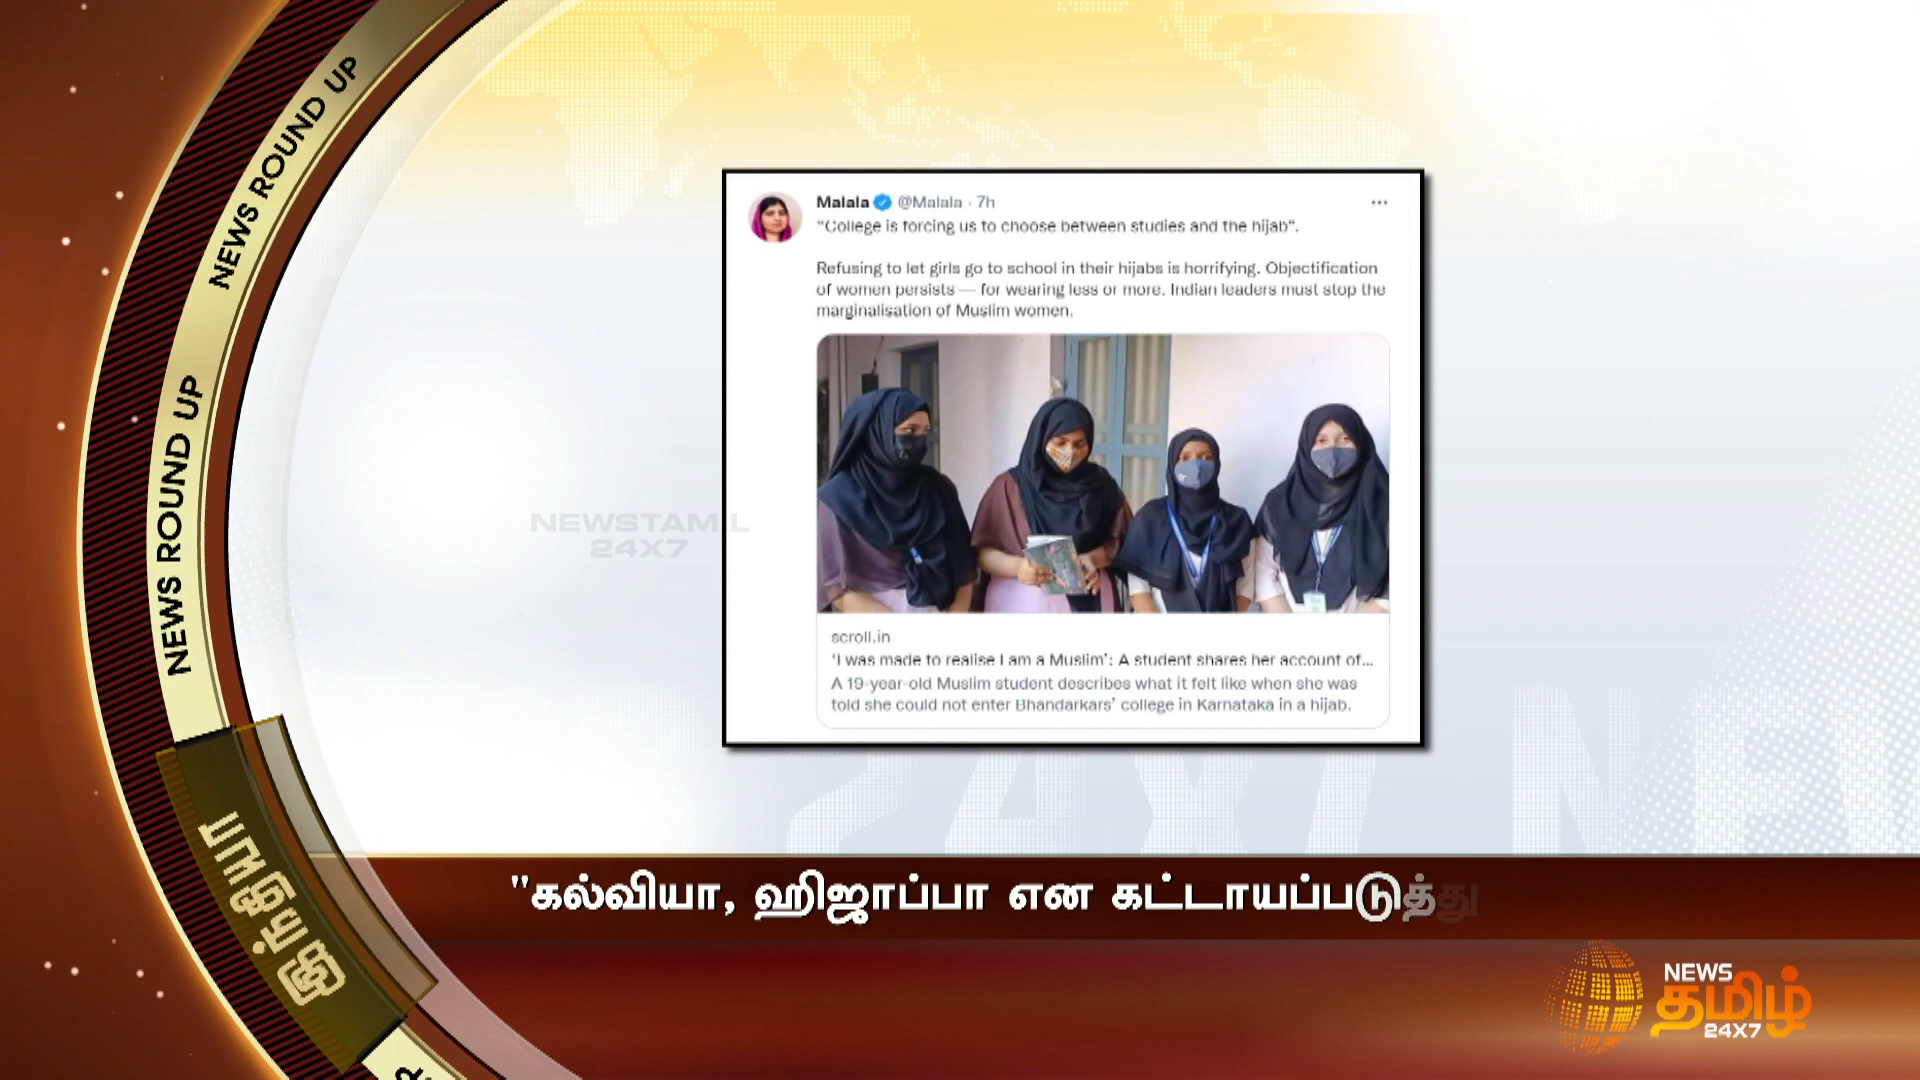 NEWS ROUND UP
NEWS ROUND UP
இந்தியா
Malala @Malala · 7h
"College is forcing us to choose between studies and the hijab".
Refusing to let girls go to school in their hijabs is horrifying. Objectification
of women persists — for wearing less or more. Indian leaders must stop the
marginalisation of Muslim women.
scroll.in
'I was made to realise I am a Muslim': A student shares her account of...
A 19-year-old Muslim student describes what it felt like when she was
told she could not enter Bhandarkars' college in Karnataka in a hijab.
NEWSTAMIL
24X7
24X7 NEW
"கல்வியா, ஹிஜாப்பா என கட்டாயப்படுத்து
NEWS
தமிழ்
24X7